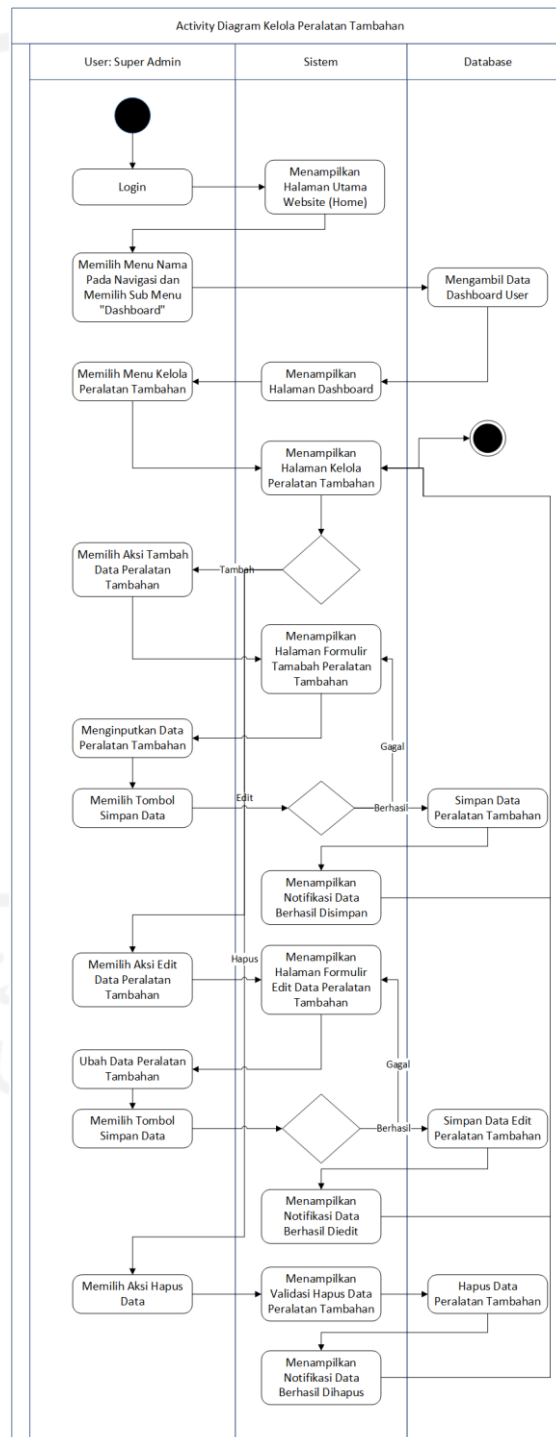 Activity Diagram Kelola Peralatan Tambahan
User: Super Admin
Sistem
Database
Login
Menampilkan
Halaman Utama
Website (Home)
Memilih Menu Nama
Pada Navigasi dan
Memilih Sub Menu
"Dashboard"
Mengambil Data
Dashboard User
Memilih Menu Kelola
Peralatan Tambahan
Menampilkan
Halaman Dashboard
Menampilkan
Halaman Kelola
Peralatan Tambahan
Memilih Aksi Tambah
Data Peralatan
Tambahan
Tambah
Menampilkan
Halaman Formulir
Tamabah Peralatan
Tambahan
Menginputkan Data
Peralatan Tambahan
Gagal
Memilih Tombol
Simpan Data
Edit
Berhasil
Simpan Data
Peralatan Tambahan
Menampilkan
Notifikasi Data
Berhasil Disimpan
Memilih Aksi Edit
Data Peralatan
Tambahan
Hapus
Menampilkan
Halaman Formulir
Edit Data Peralatan
Tambahan
Ubah Data Peralatan
Tambahan
Gagal
Memilih Tombol
Simpan Data
Berhasil
Simpan Data Edit
Peralatan Tambahan
Menampilkan
Notifikasi Data
Berhasil Diedit
Memilih Aksi Hapus
Data
Menampilkan
Validasi Hapus Data
Peralatan Tambahan
Hapus Data
Peralatan Tambahan
Menampilkan
Notifikasi Data
Berhasil Dihapus